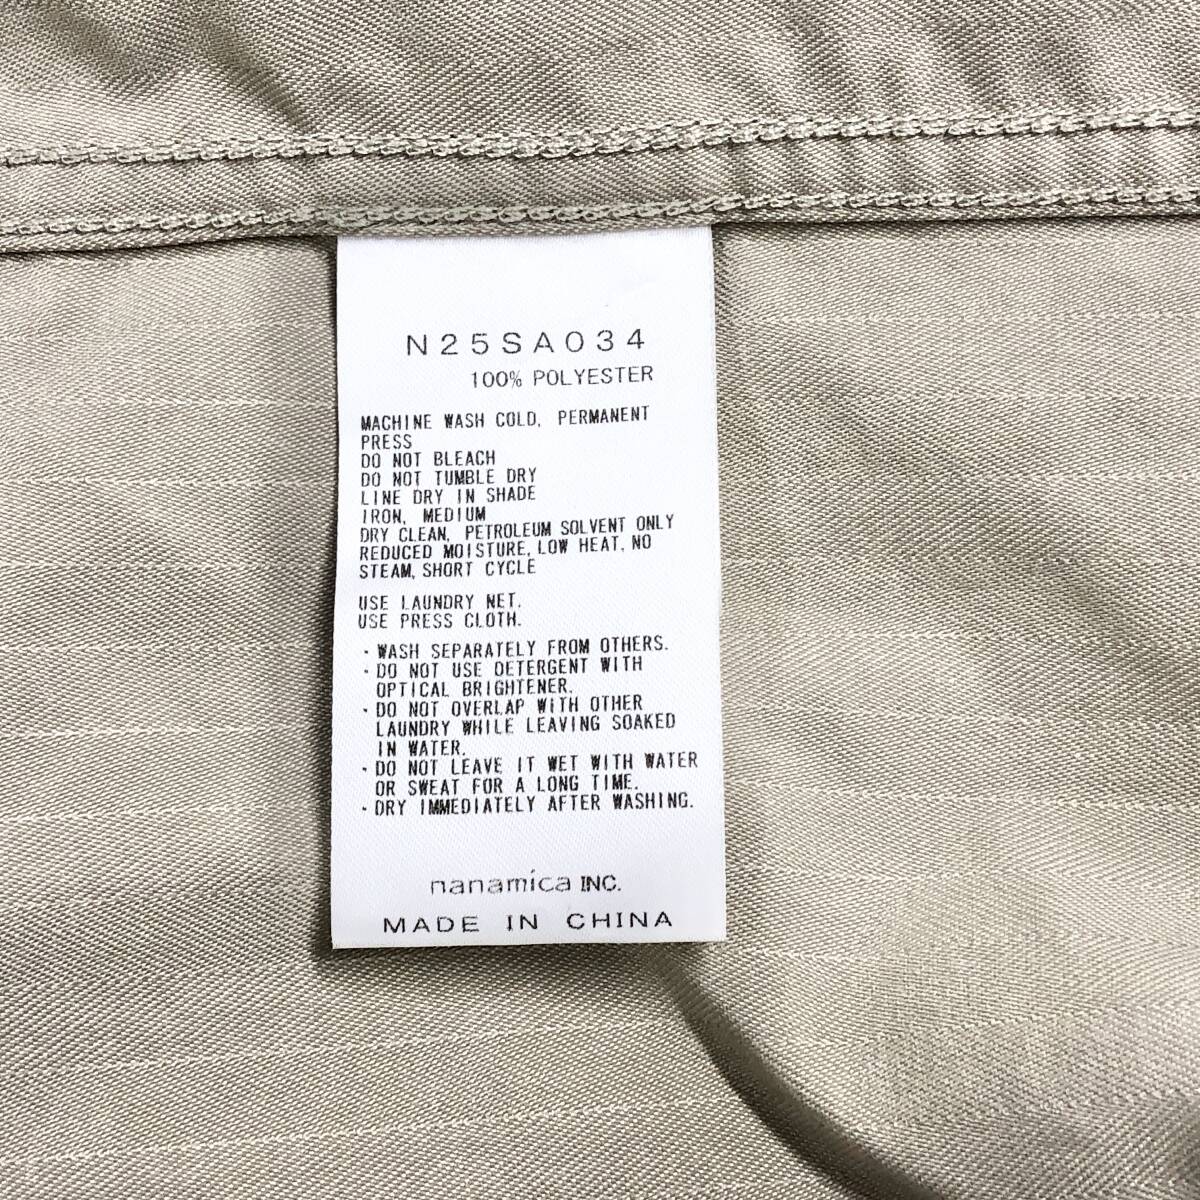 N25SA034
100% POLYESTER
MACHINE WASH COLD, PERMANENT
PRESS
DO NOT BLEACH
DO NOT TUMBLE DRY
LINE DRY IN SHADE
IRON, MEDIUM
DRY CLEAN, PETROLEUM SOLVENT ONLY
REDUCED MOISTURE, LOW HEAT, NO
STEAM, SHORT CYCLE
USE LAUNDRY NET.
USE PRESS CLOTH.
・WASH SEPARATELY FROM OTHERS.
・DO NOT USE DETERGENT WITH
OPTICAL BRIGHTENER.
・DO NOT OVERLAP WITH OTHER
LAUNDRY WHILE LEAVING SOAKED
IN WATER.
・DO NOT LEAVE IT WET WITH WATER
OR SWEAT FOR A LONG TIME.
・DRY IMMEDIATELY AFTER WASHING.
nanamica INC.
MADE IN CHINA